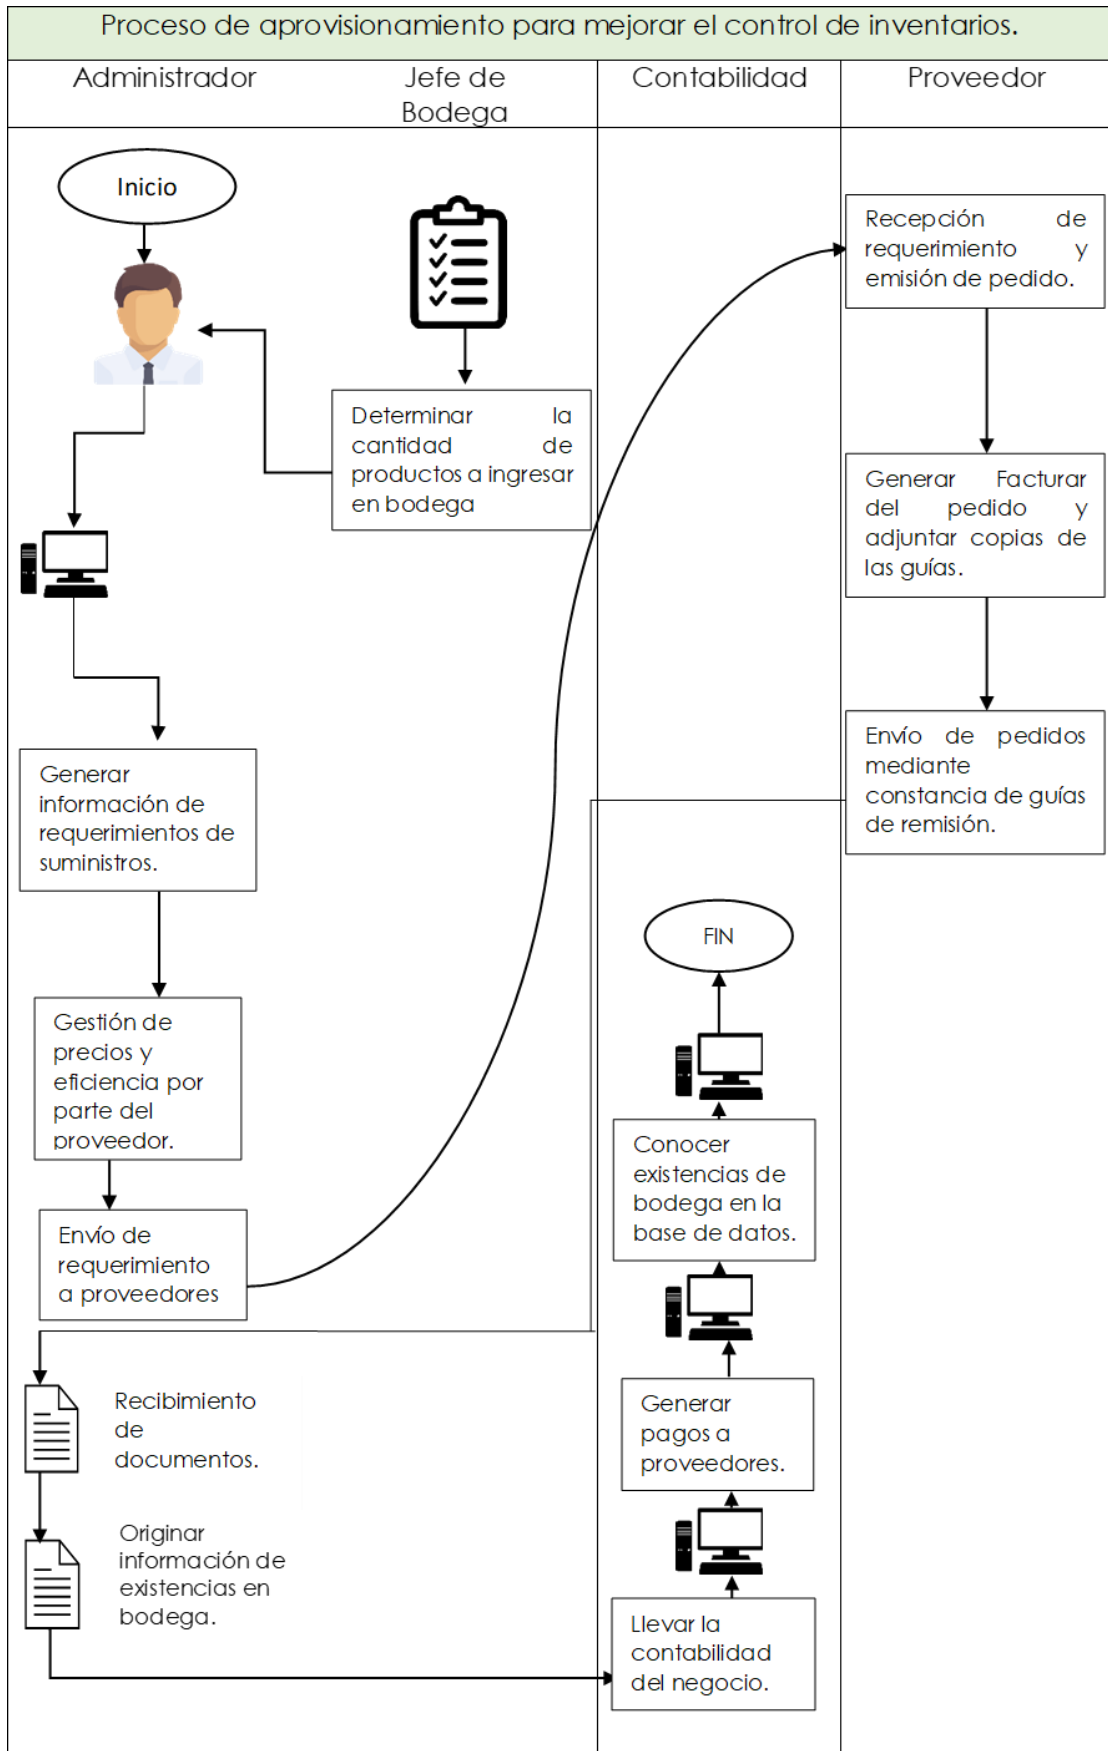 Proceso de aprovisionamiento para mejorar el control de inventarios.
Administrador
Jefe de
Bodega
Contabilidad
Proveedor
Inicio
Determinar la
cantidad de
productos a ingresar
en bodega
Generar
información de
requerimientos de
suministros.
Gestión de
precios y
eficiencia por
parte del
proveedor.
Envío de
requerimiento
a proveedores
Recepción de
requerimiento y
emisión de pedido.
Generar Facturar
del pedido y
adjuntar copias de
las guías.
Envío de pedidos
mediante
constancia de guías
de remisión.
Recibimiento
de
documentos.
Originar
información de
existencias en
bodega.
Llevar la
contabilidad
del negocio.
Generar
pagos a
proveedores.
Conocer
existencias de
bodega en la
base de datos.
FIN